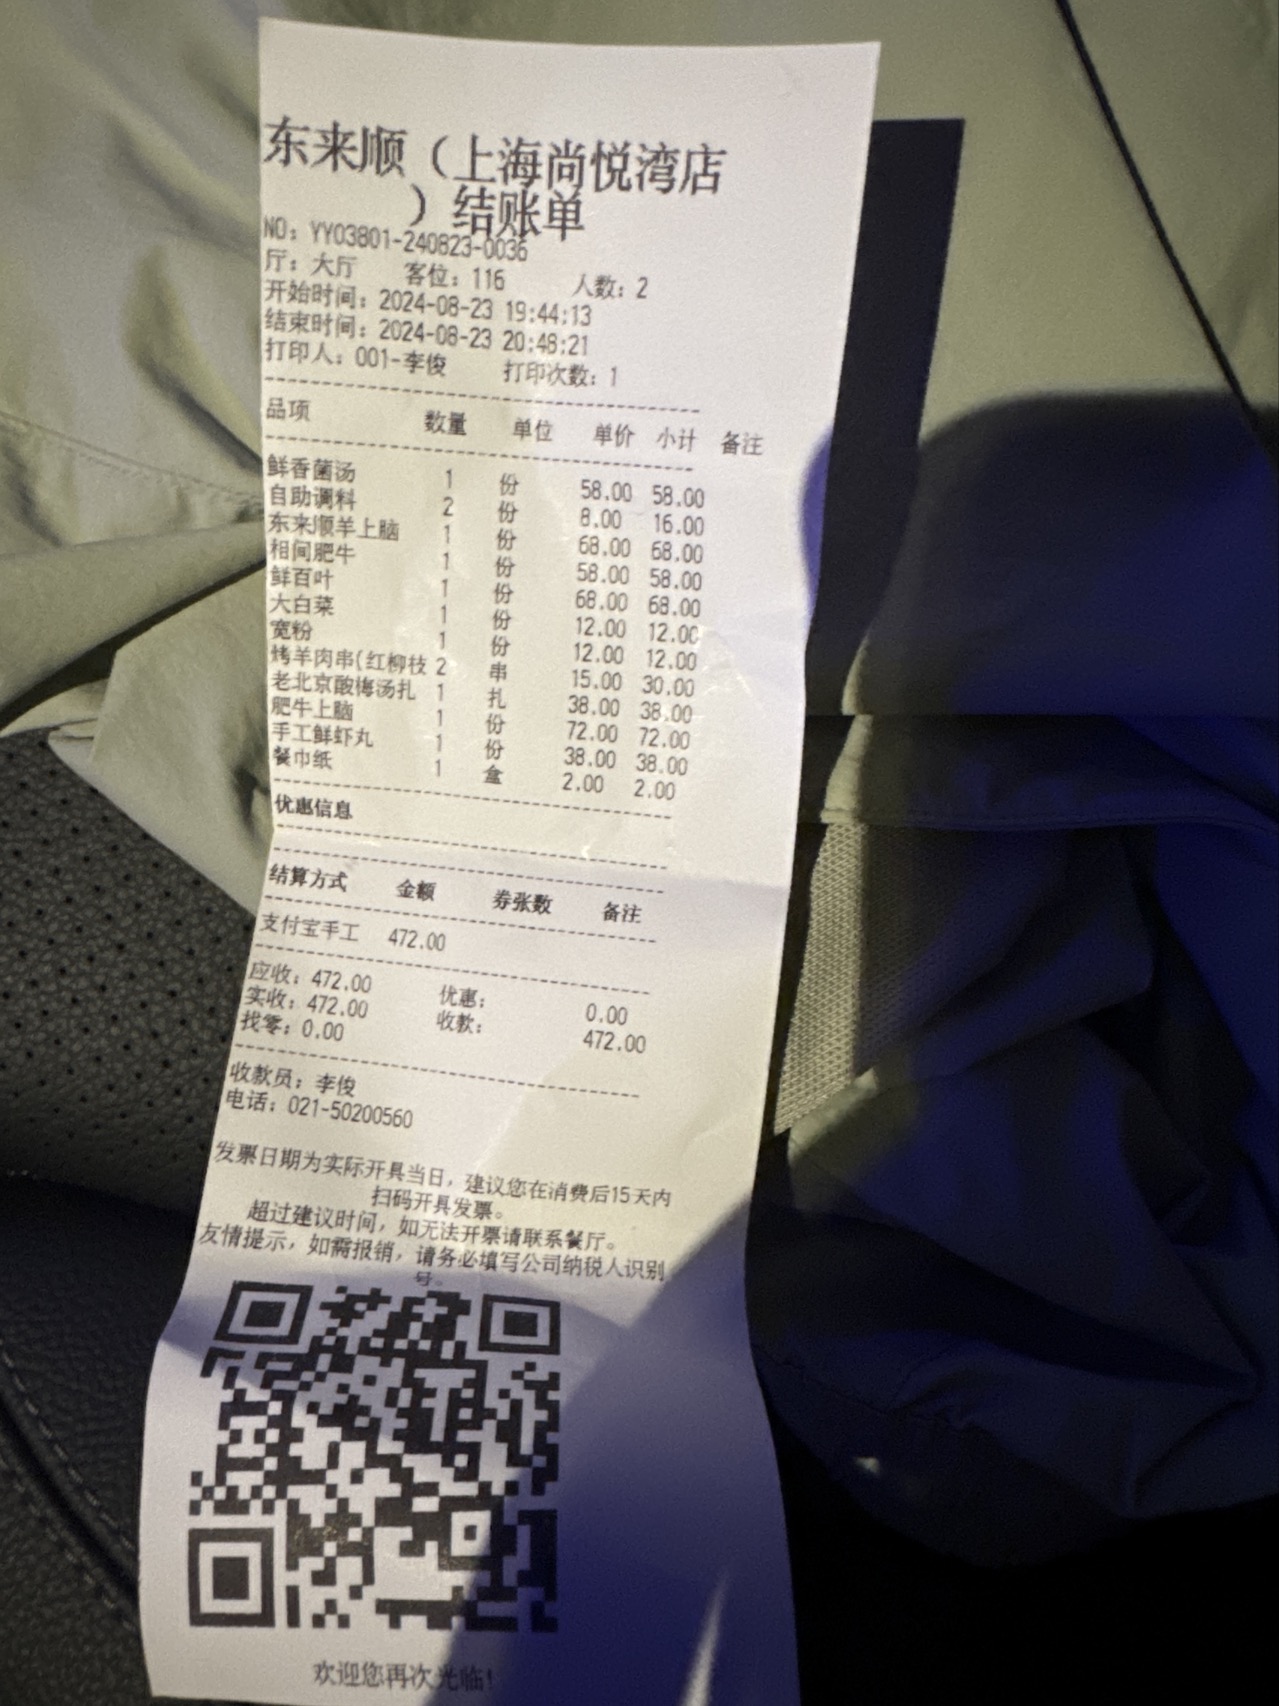 东来顺（上海尚悦湾店
）结账单
NO：YY03801-240823-0036
厅：大厅 客位：116 人数：2
开始时间：2024-08-23 19:44:13
结束时间：2024-08-23 20:48:21
打印人：001-李俊 打印次数：1
品项 数量 单位 单价 小计 备注
鲜香菌汤 1 份 58.00 58.00
自助调料 2 份 8.00 16.00
东来顺羊上脑 1 份 68.00 68.00
相间肥牛 1 份 58.00 58.00
鲜百叶 1 份 68.00 68.00
大白菜 1 份 12.00 12.00
宽粉 1 份 12.00 12.00
烤羊肉串(红柳枝 2 串 15.00 30.00
老北京酸梅汤扎 1 扎 38.00 38.00
肥牛上脑 1 份 72.00 72.00
手工鲜虾丸 1 份 38.00 38.00
餐巾纸 1 盒 2.00 2.00
优惠信息
结算方式 金额 券张数 备注
支付宝手工 472.00
应收：472.00 优惠： 0.00
实收：472.00 收款： 472.00
找零：0.00
收款员：李俊
电话：021-50200560
发票日期为实际开具当日，建议您在消费后15天内
扫码开具发票。
超过建议时间，如无法开票请联系餐厅。
友情提示，如需报销，请务必填写公司纳税人识别
号。
欢迎您再次光临！